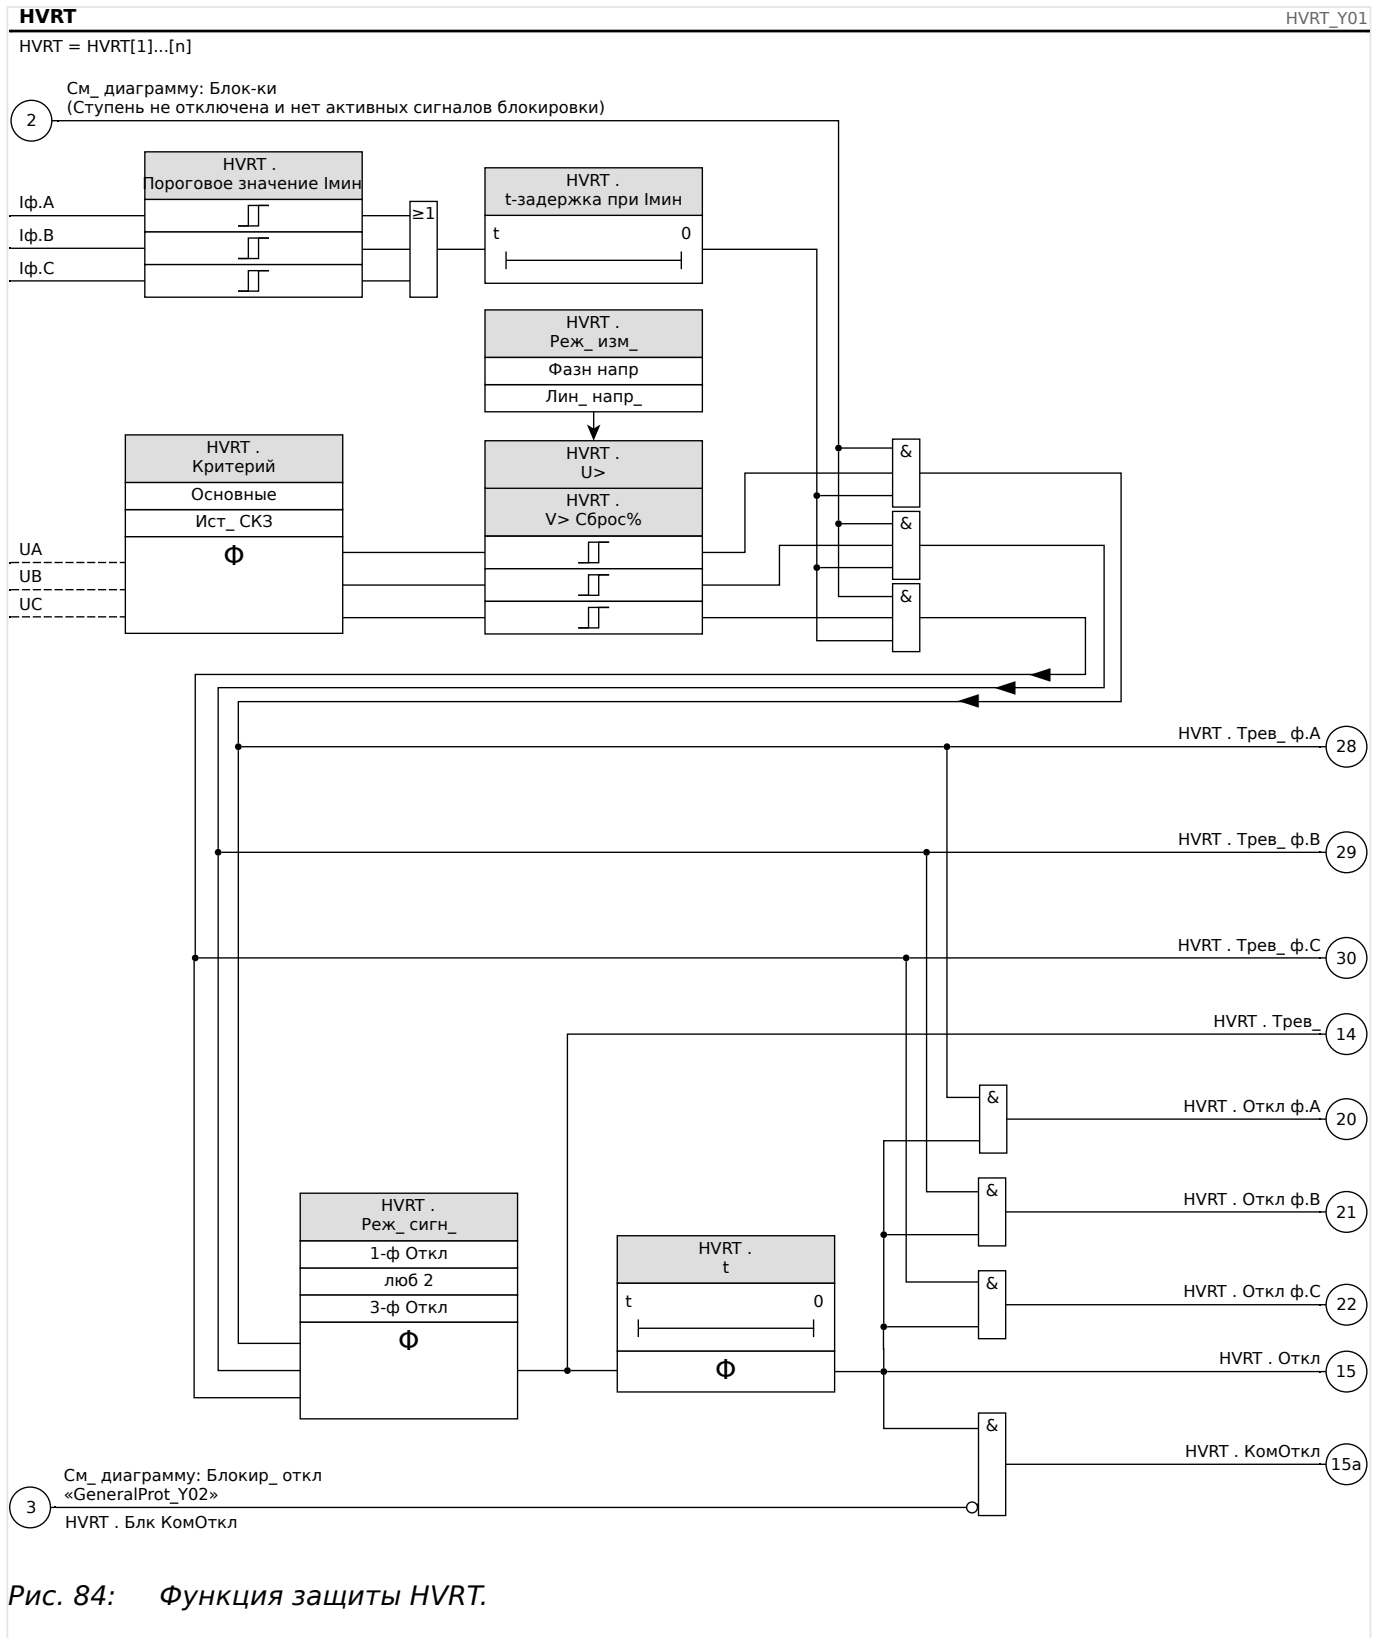 HVRT
HVRT_Y01
HVRT = HVRT[1]...[n]
См_ диаграмму: Блок-ки
(Ступень не отключена и нет активных сигналов блокировки)
2
HVRT .
Пороговое значение Iмин
HVRT .
t-задержка при Iмин
Iф.A
Iф.B
Iф.C
≥1
t 0
HVRT .
Реж_ изм_
Фазн напр
Лин_ напр_
HVRT .
Критерий
Основные
Ист_ СКЗ
Ф
HVRT .
U>
HVRT .
V> Сброс%
&
&
&
UA
UB
UC
HVRT . Трев_ ф.A
28
HVRT . Трев_ ф.B
29
HVRT . Трев_ ф.C
30
HVRT . Трев_
14
&
HVRT . Откл ф.A
20
&
HVRT . Откл ф.B
21
HVRT .
Реж_ сигн_
1-ф Откл
люб 2
3-ф Откл
Ф
HVRT .
t
t 0
Ф
&
HVRT . Откл ф.C
22
HVRT . Откл
15
&
HVRT . КомОткл
15a
См_ диаграмму: Блокир_ откл
«GeneralProt_Y02»
3
HVRT . Блк КомОткл
Рис. 84: Функция защиты HVRT.